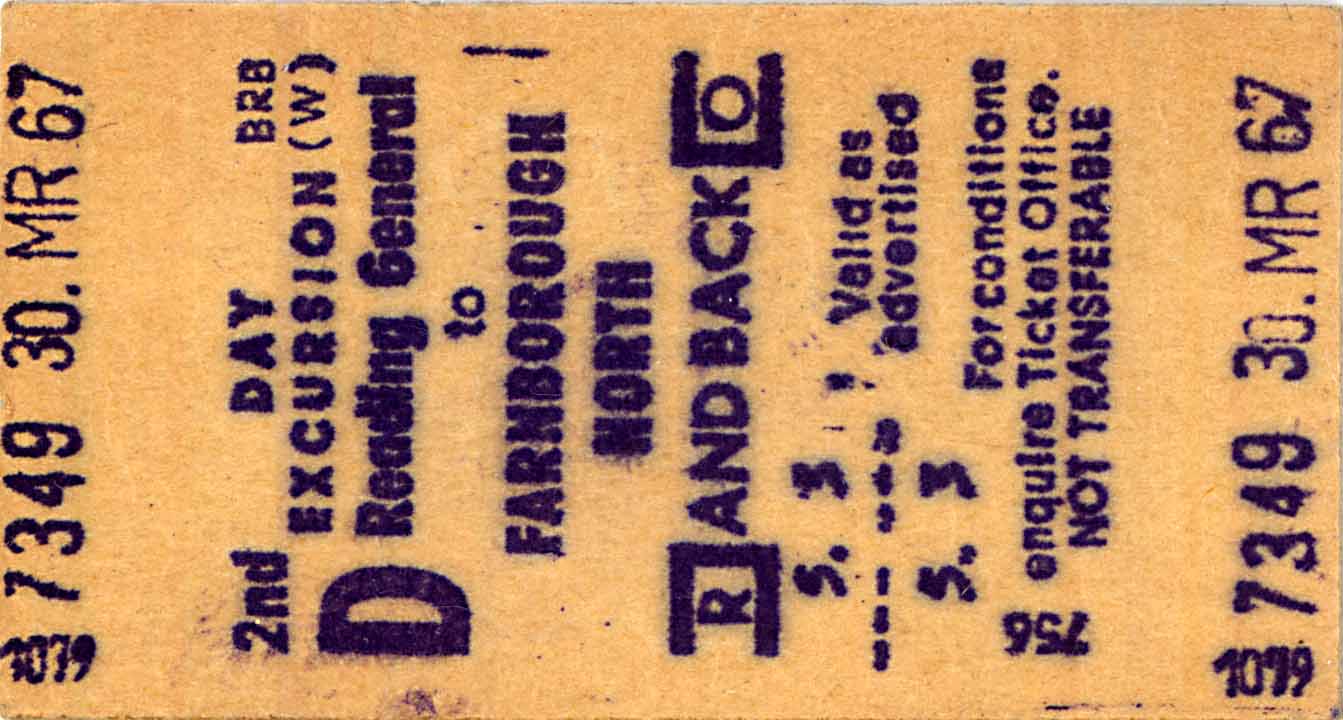 1079 7349 30.MR 67
2nd DAY BRB
EXCURSION (W)
D Reading General
to
FARNBOROUGH
NORTH
R AND BACK O
5. 3 Valid as
advertised
5. 3 For conditions
enquire Ticket Office.
756 NOT TRANSFERABLE
1079 7349 30.MR 67